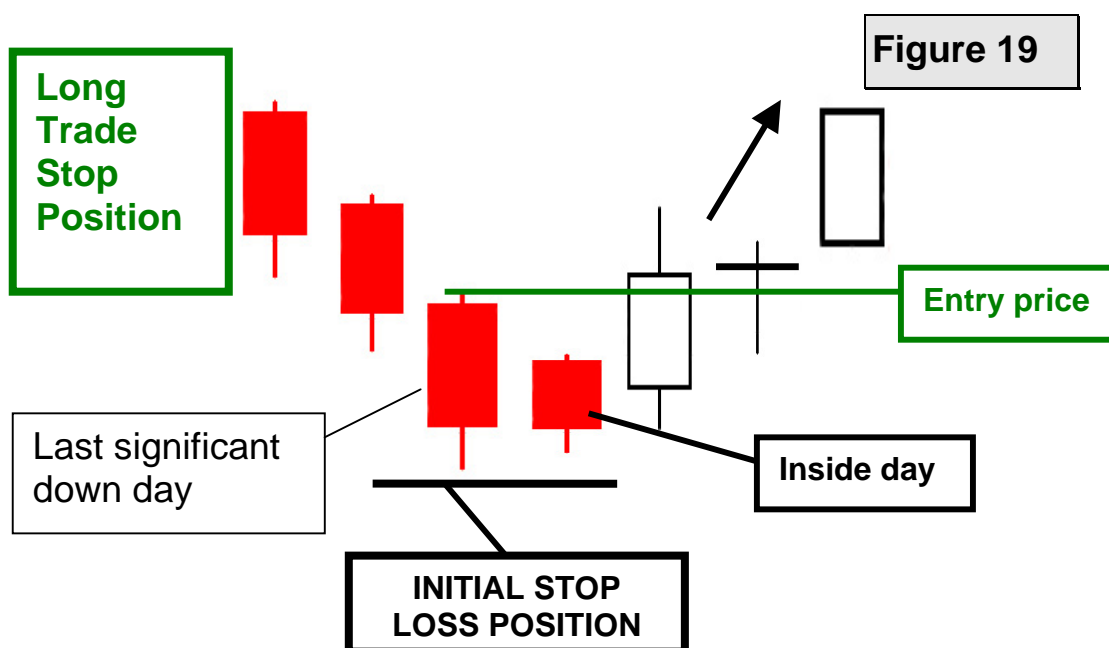 Figure 19
Long
Trade
Stop
Position
Entry price
Last significant
down day
Inside day
INITIAL STOP
LOSS POSITION